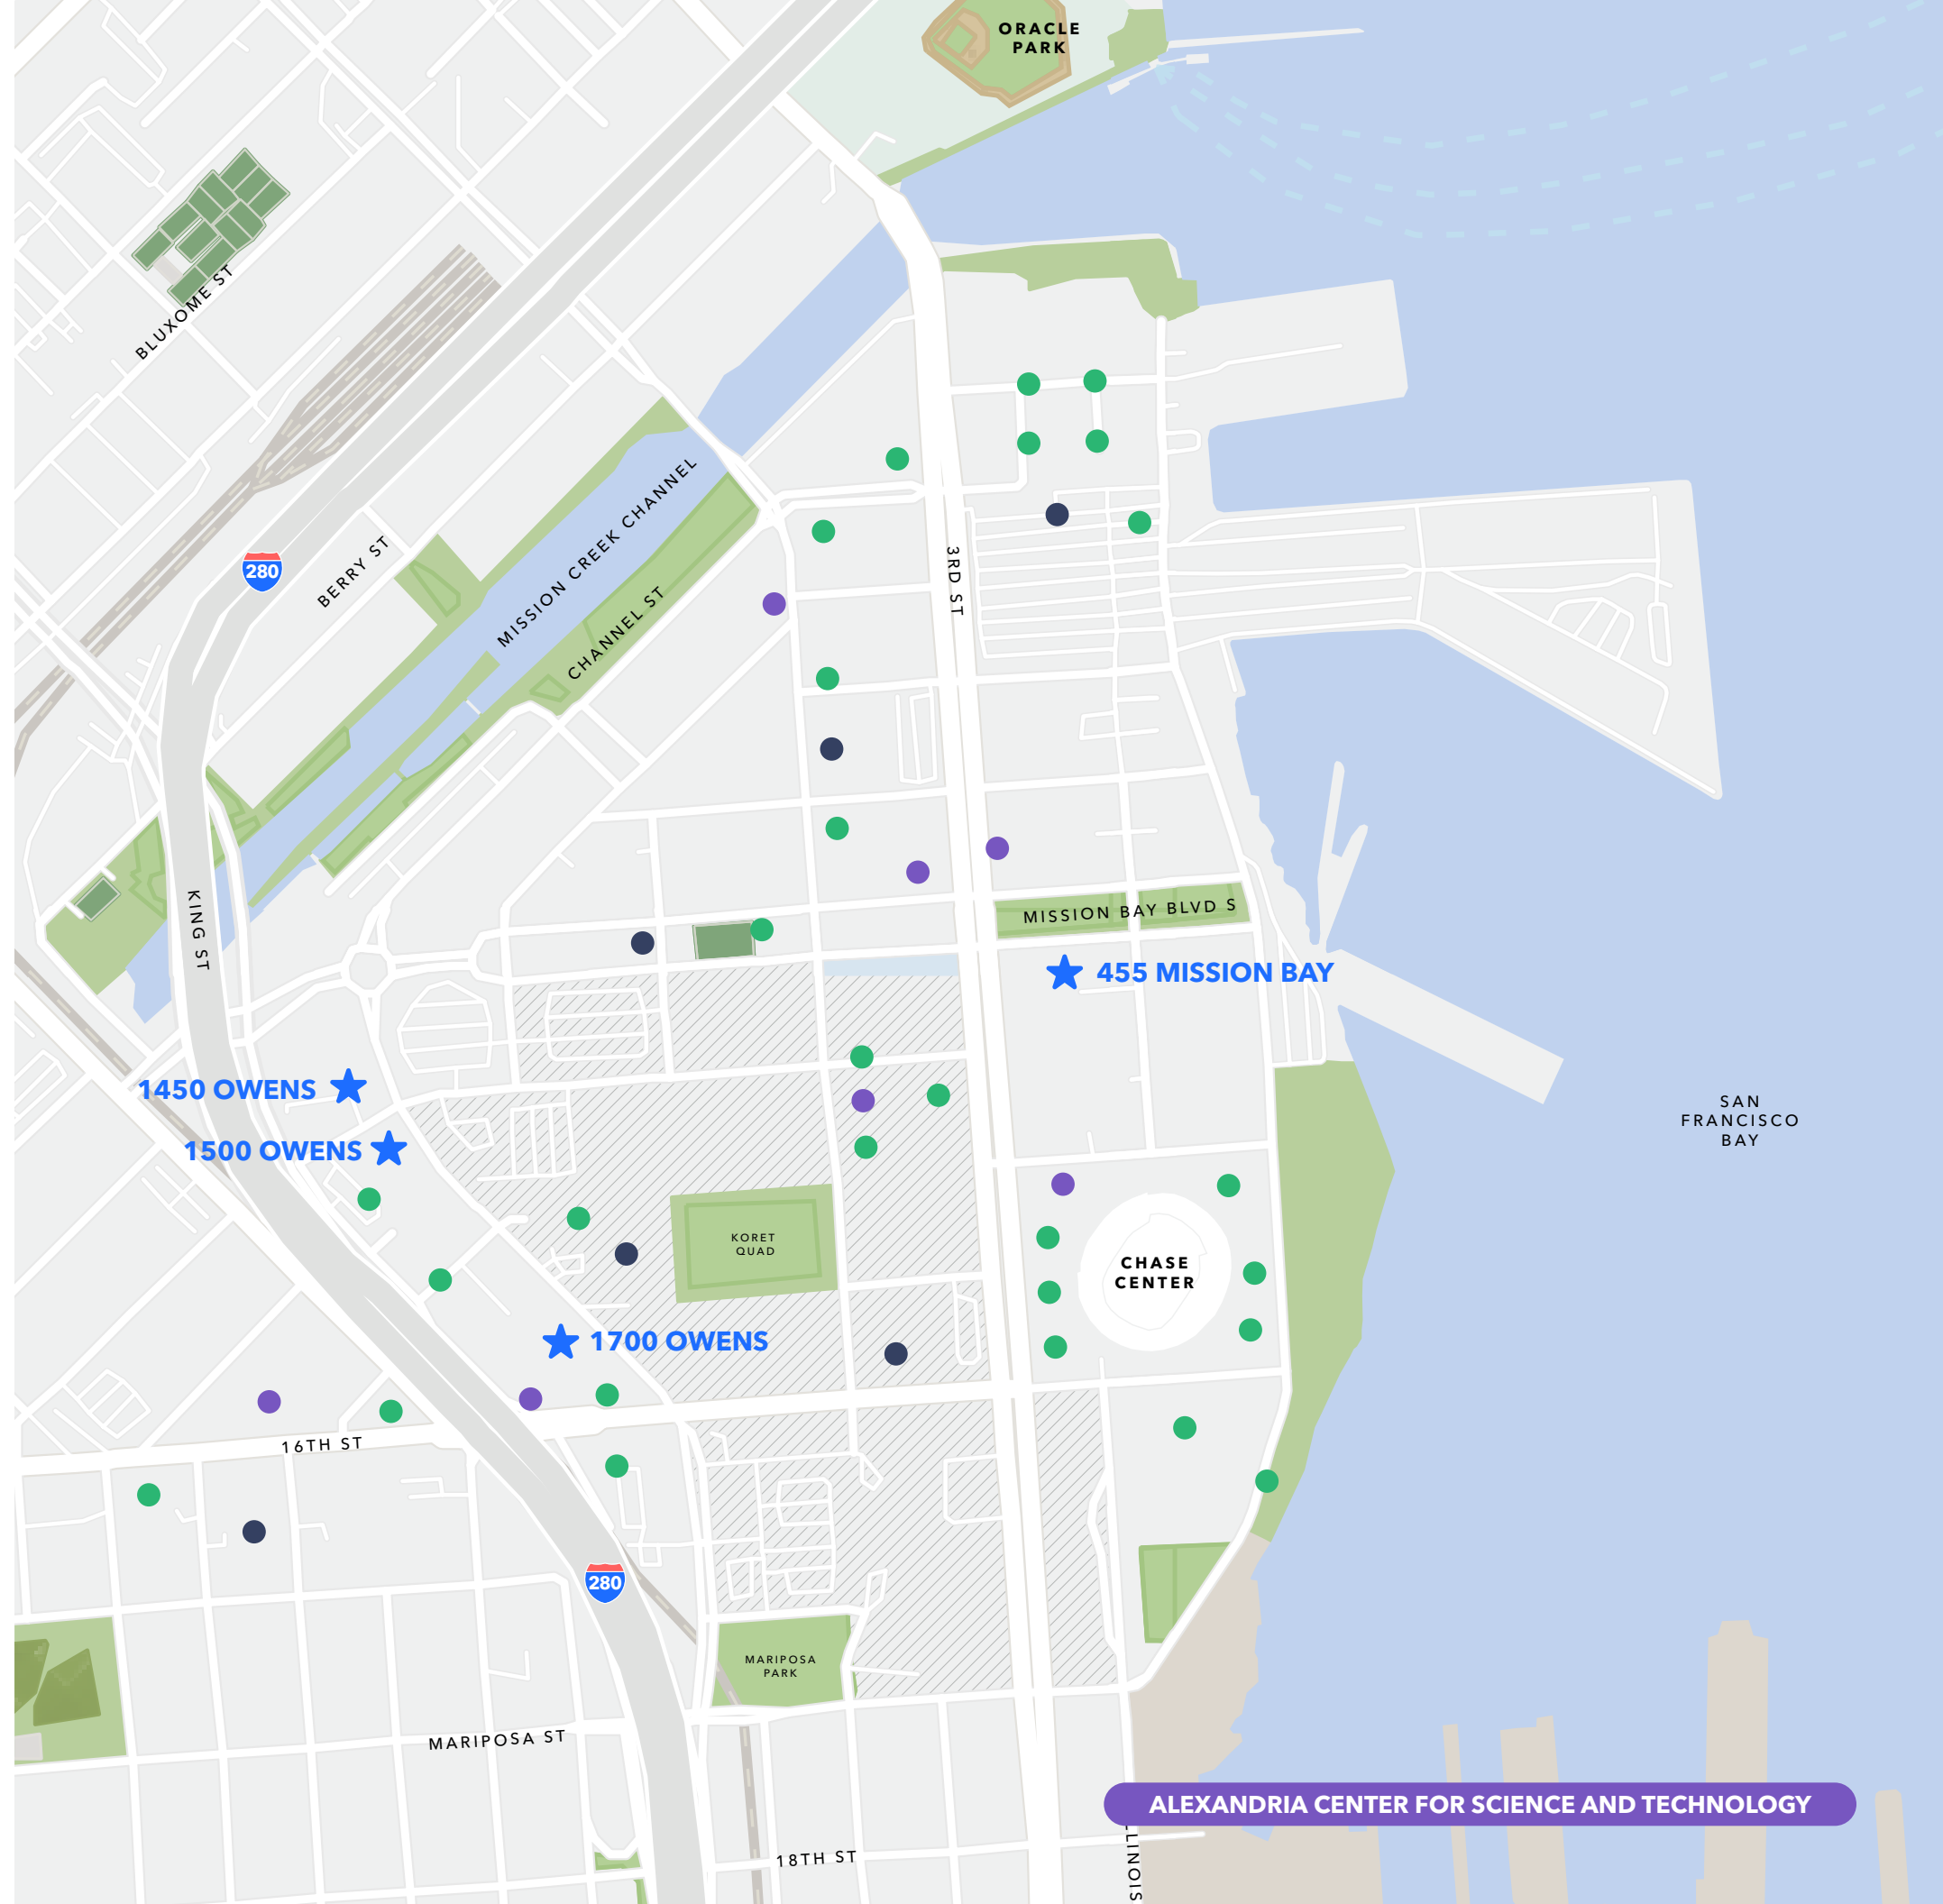 ORACLE
PARK
BLUXOME ST
280
BERRY ST
MISSION CREEK CHANNEL
CHANNEL ST
3RD ST
KING ST
MISSION BAY BLVD S
455 MISSION BAY
1450 OWENS
1500 OWENS
SAN
FRANCISCO
BAY
KORET
QUAD
CHASE
CENTER
1700 OWENS
16TH ST
280
MARIPOSA
PARK
MARIPOSA ST
ALEXANDRIA CENTER FOR SCIENCE AND TECHNOLOGY
18TH ST
LLINOIS